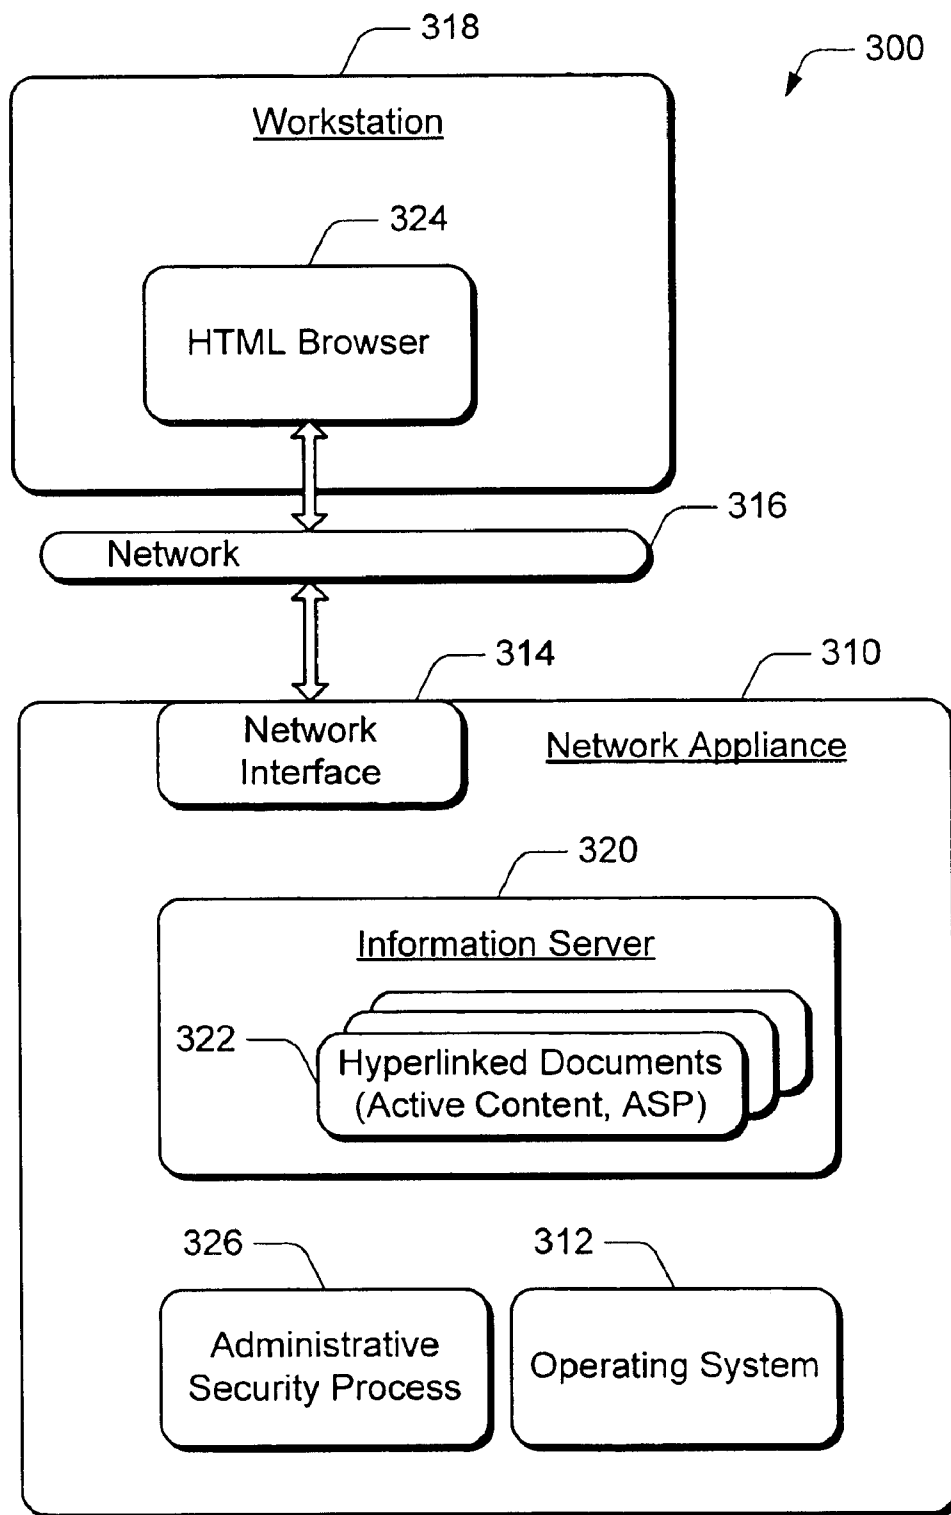 318
300
Workstation
324
HTML Browser
316
Network
314
310
Network
Interface
Network Appliance
320
Information Server
322
Hyperlinked Documents
(Active Content, ASP)
326
312
Administrative
Security Process
Operating System